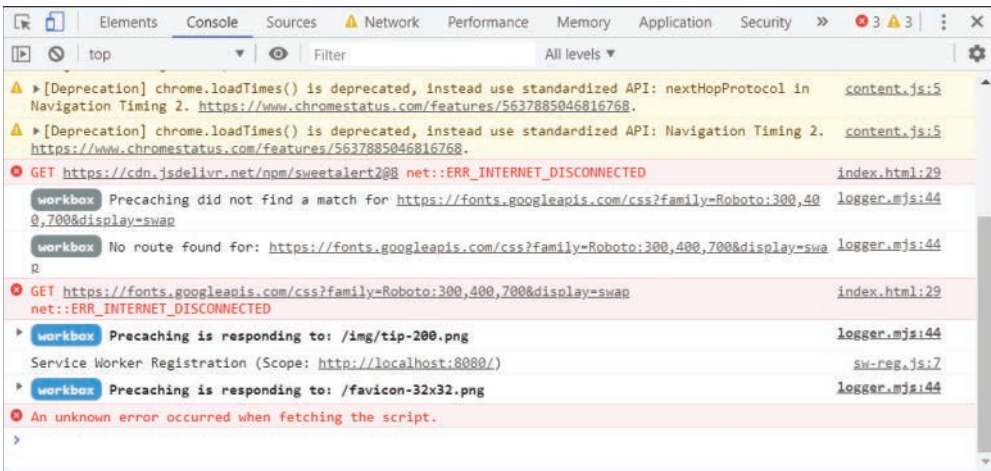 Elements Console Sources Network Performance Memory Application Security » 3 3
top Filter All levels
[Deprecation] chrome.loadTimes() is deprecated, instead use standardized API: nextHopProtocol in content.js:5
Navigation Timing 2. https://www.chromestatus.com/features/5637885046816768.
[Deprecation] chrome.loadTimes() is deprecated, instead use standardized API: Navigation Timing 2. content.js:5
https://www.chromestatus.com/features/5637885046816768.
GET https://cdn.jsdelivr.net/npm/sweetalert2@8 net::ERR_INTERNET_DISCONNECTED index.html:29
workbox Precaching did not find a match for https://fonts.googleapis.com/css?family=Roboto:300,40 logger.mjs:44
0,700&display=swap
workbox No route found for: https://fonts.googleapis.com/css?family=Roboto:300,400,700&display=swa logger.mjs:44
p
GET https://fonts.googleapis.com/css?family=Roboto:300,400,700&display=swap index.html:29
net::ERR_INTERNET_DISCONNECTED
workbox Precaching is responding to: /img/tip-200.png logger.mjs:44
Service Worker Registration (Scope: http://localhost:8080/) sw-reg.js:7
workbox Precaching is responding to: /favicon-32x32.png logger.mjs:44
An unknown error occurred when fetching the script.